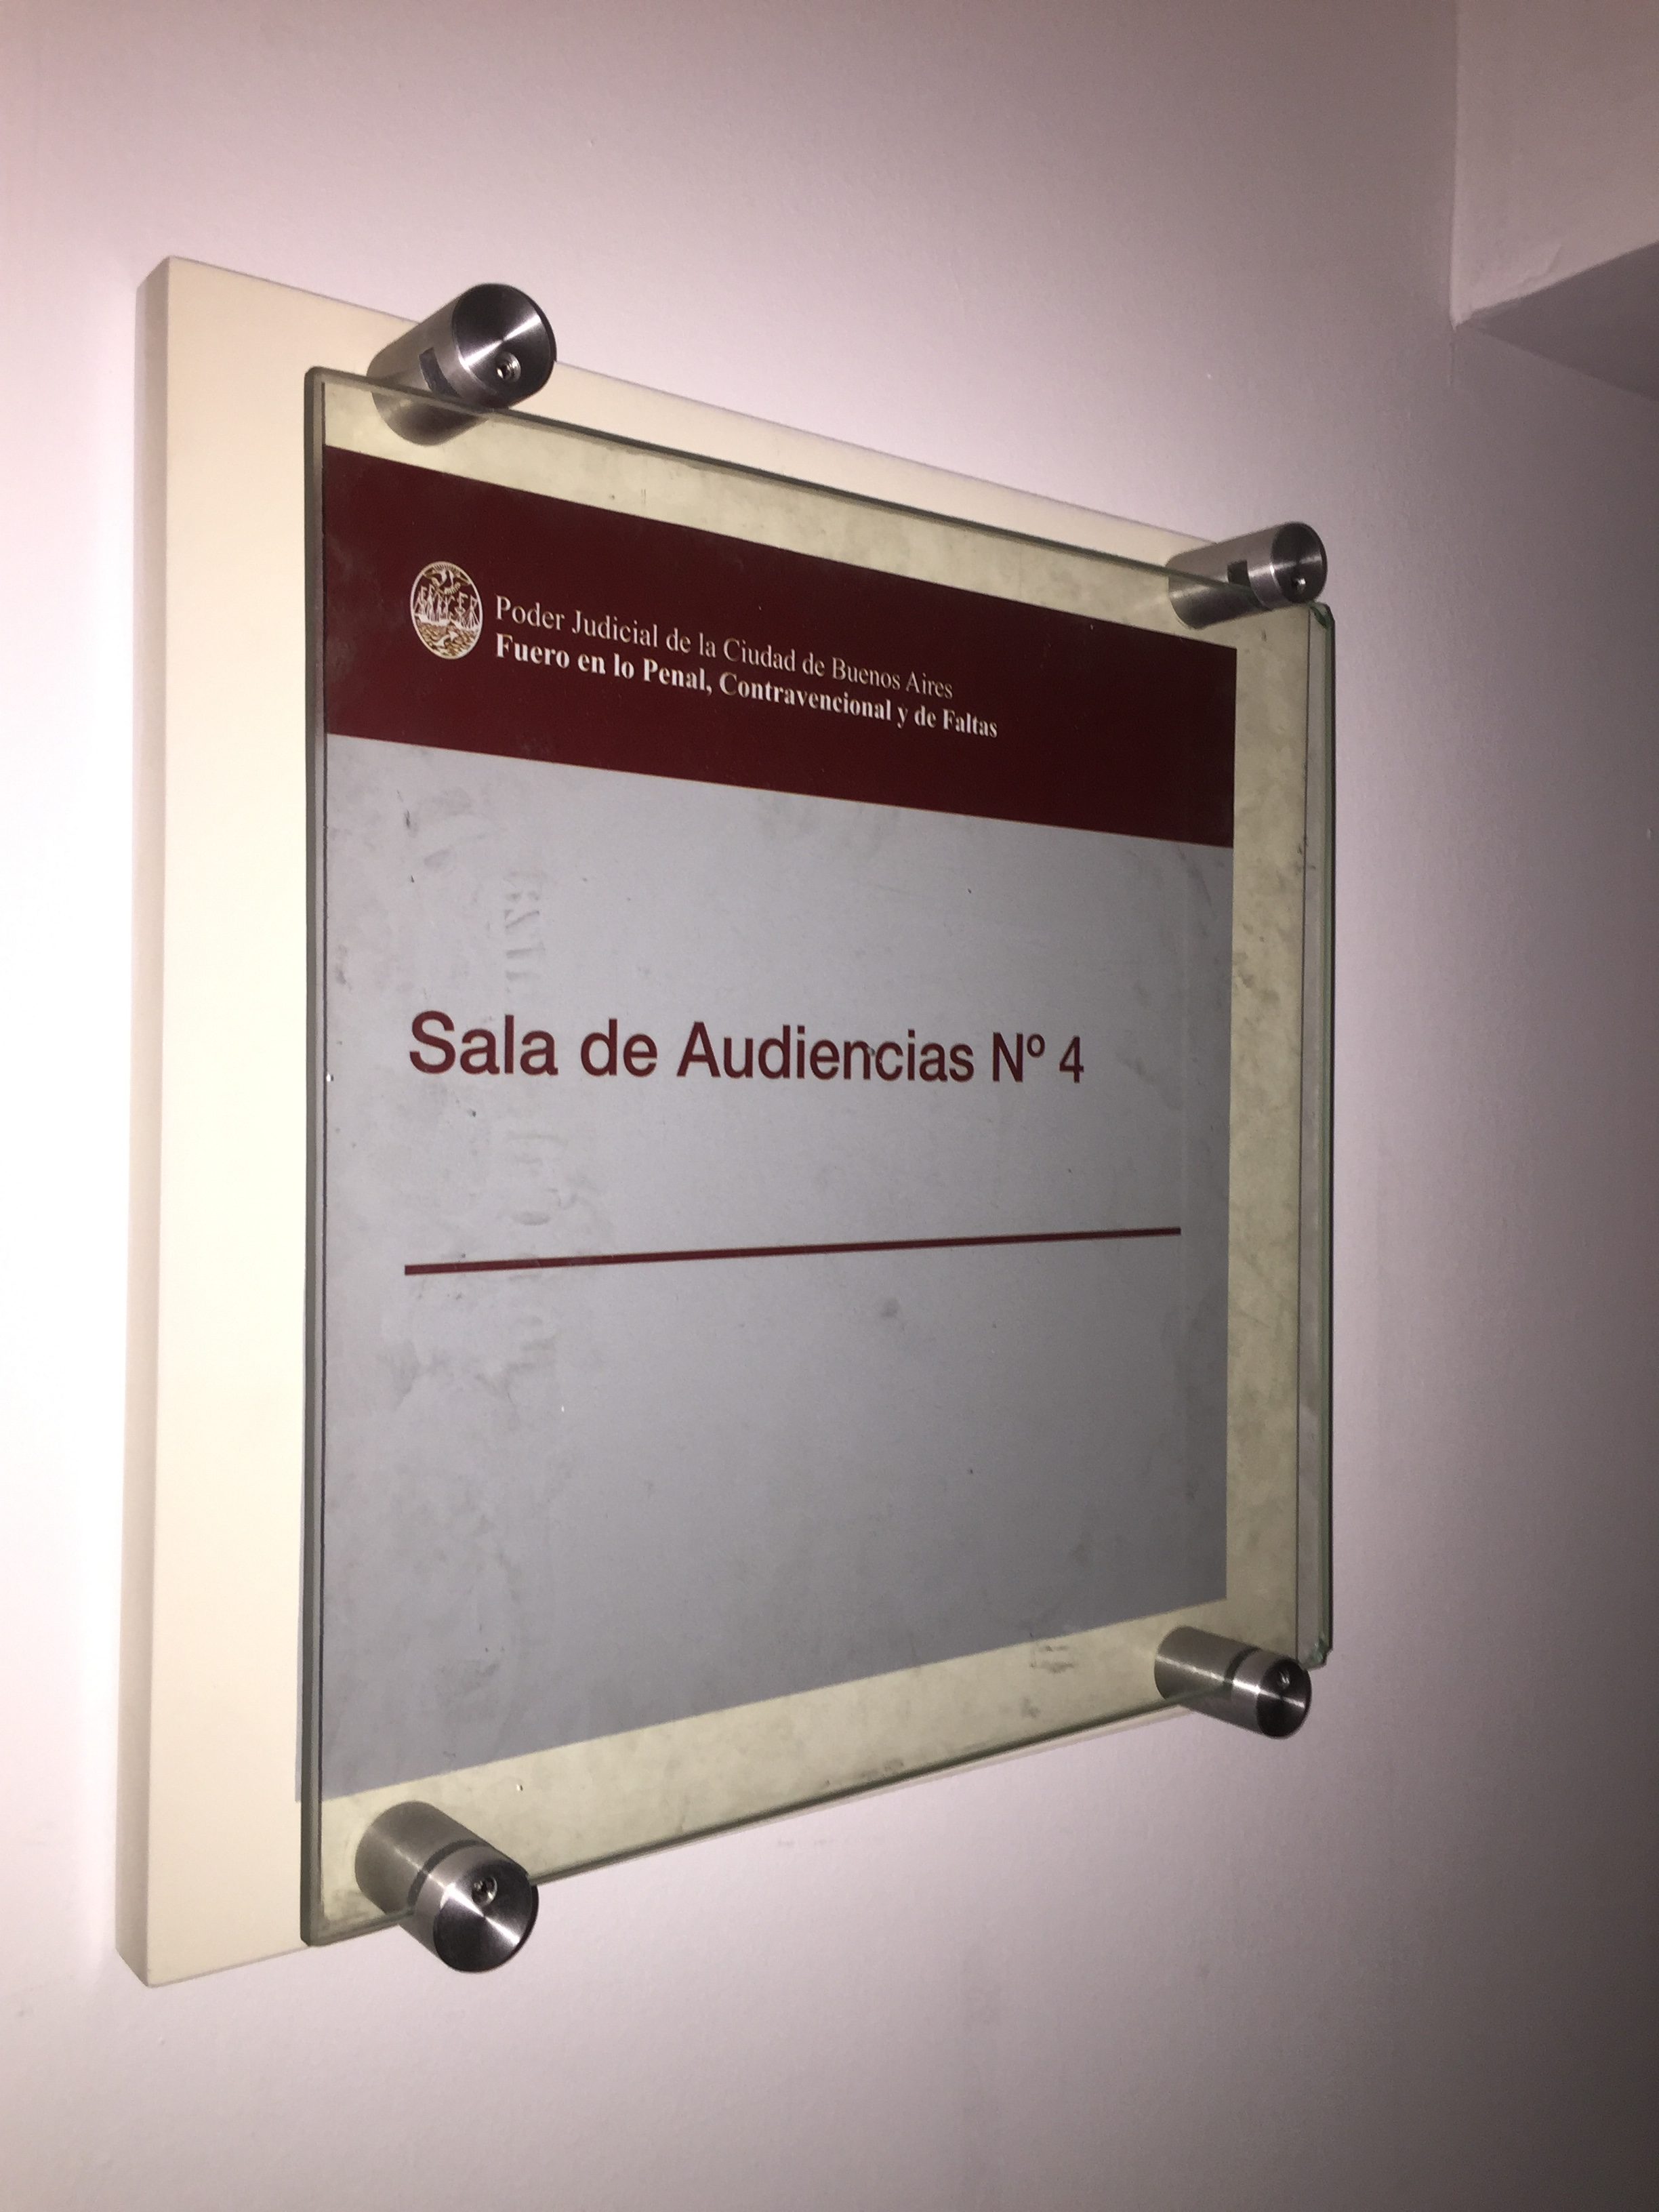 Poder Judicial de la Ciudad de Buenos Aires
Fuero en lo Penal, Contravencional y de Faltas
Sala de Audiencias Nº 4